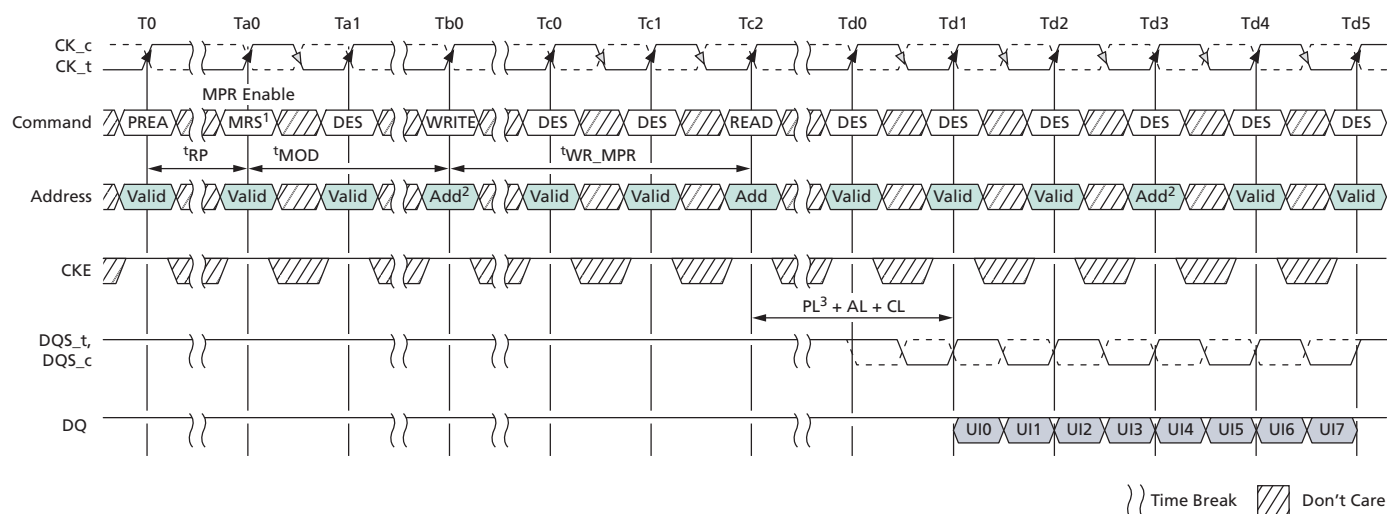 T0 Ta0 Ta1 Tb0 Tc0 Tc1 Tc2 Td0 Td1 Td2 Td3 Td4 Td5
CK_c
CK_t
MPR Enable
Command PREA MRS¹ DES WRITE DES DES READ DES DES DES DES DES DES
tRP tMOD tWR_MPR
Address Valid Valid Valid Add² Valid Valid Add Valid Valid Valid Add² Valid Valid
CKE
PL³ + AL + CL
DQS_t,
DQS_c
DQ UI0 UI1 UI2 UI3 UI4 UI5 UI6 UI7
Time Break Don't Care